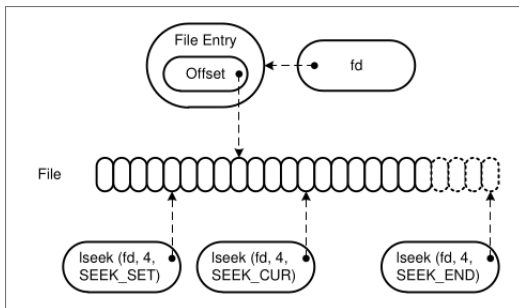 File Entry
Offset
fd
File
lseek (fd, 4,
SEEK_SET)
lseek (fd, 4,
SEEK_CUR)
lseek (fd, 4,
SEEK_END)